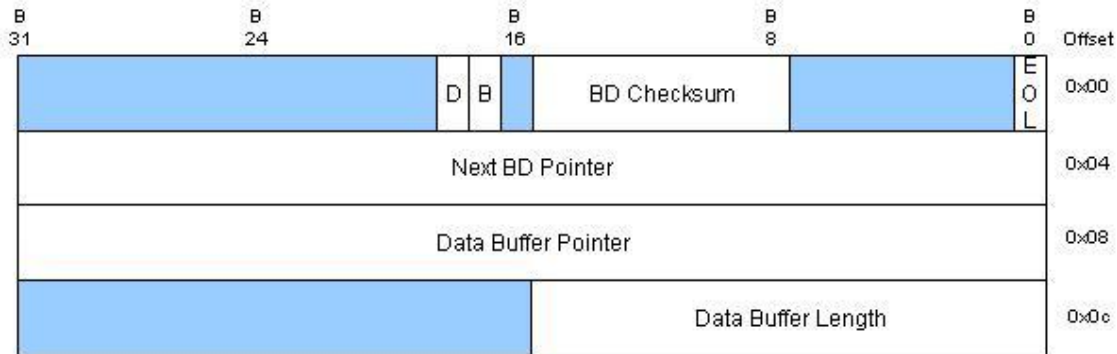 B B B B B
31 24 16 8 0 Offset
D B BD Checksum E O L 0x00
Next BD Pointer 0x04
Data Buffer Pointer 0x08
Data Buffer Length 0x0c